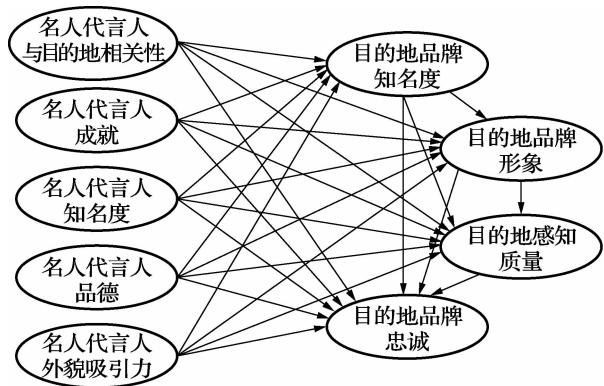 名人代言人
与目的地相关性
名人代言人
成就
名人代言人
知名度
名人代言人
品德
名人代言人
外貌吸引力
目的地品牌
知名度
目的地品牌
形象
目的地感知
质量
目的地品牌
忠诚